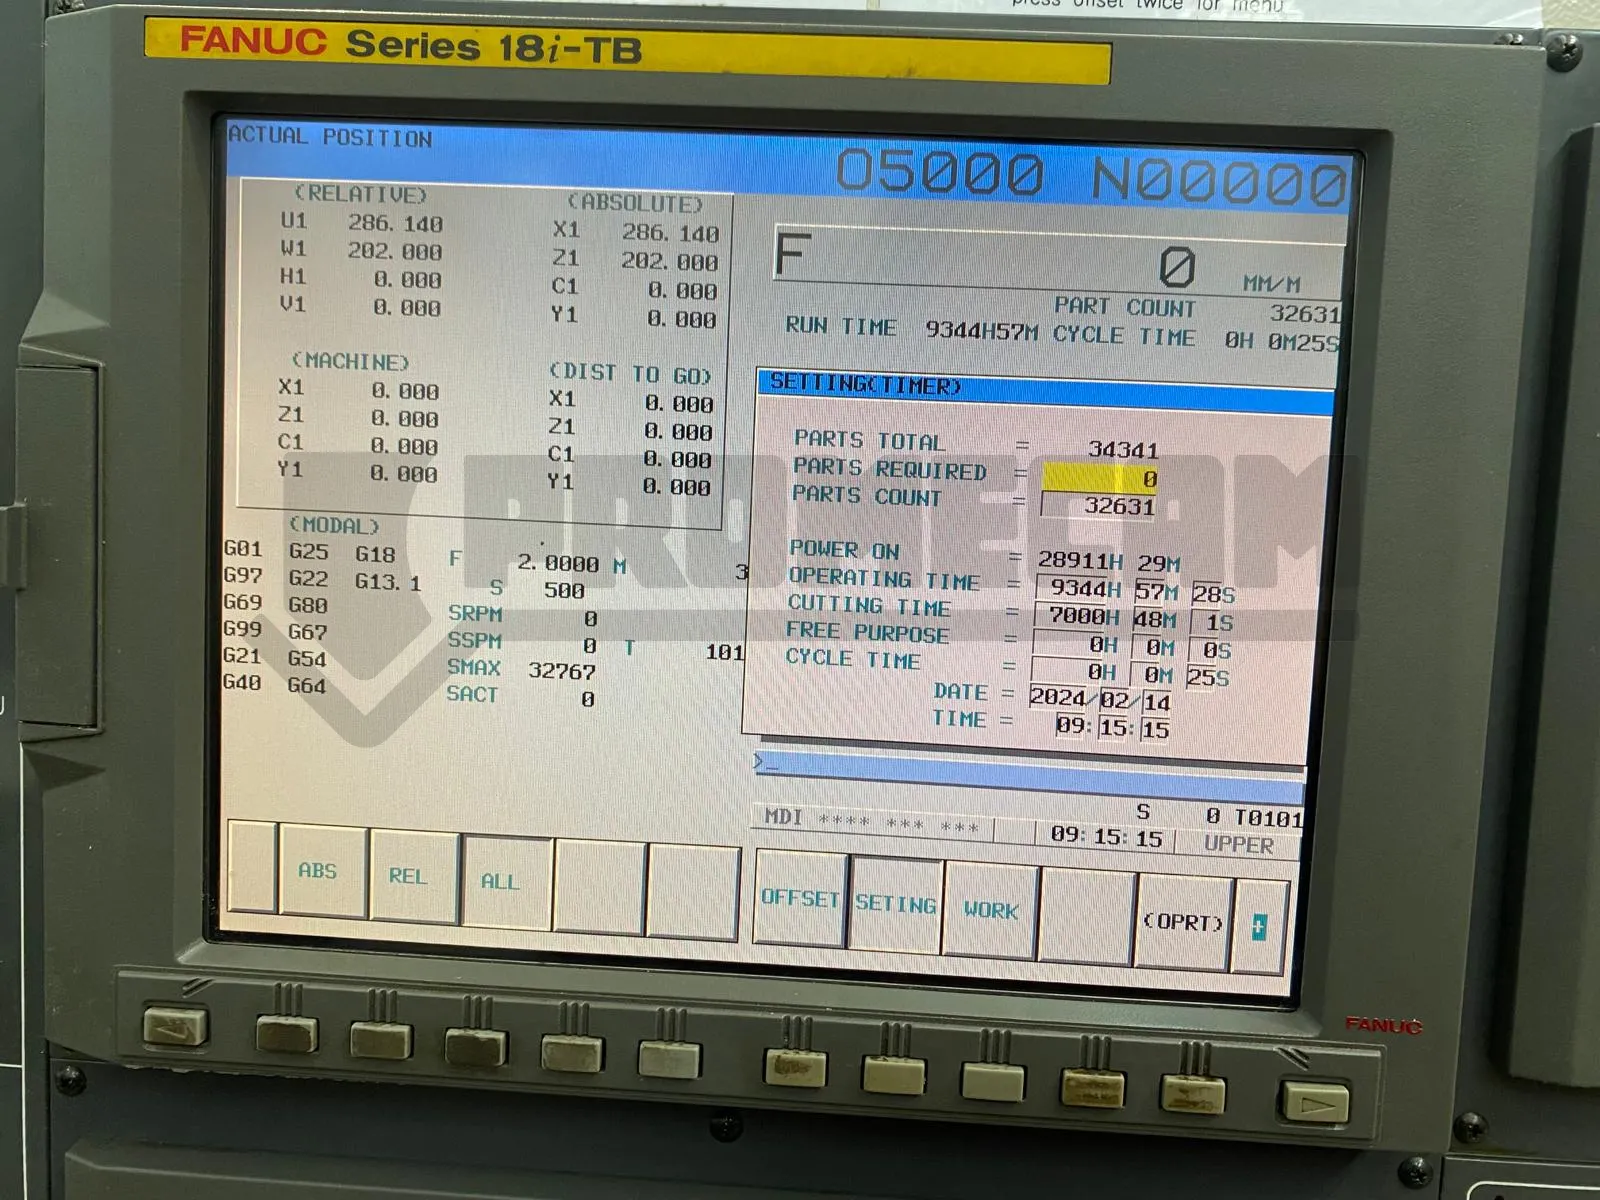 press offset twice for menu
FANUC Series 18i-TB
ACTUAL POSITION
O5000 N00000
(RELATIVE)
U1 286.140
W1 202.000
H1 0.000
V1 0.000
(ABSOLUTE)
X1 286.140
Z1 202.000
C1 0.000
Y1 0.000
(MACHINE)
X1 0.000
Z1 0.000
C1 0.000
Y1 0.000
(DIST TO GO)
X1 0.000
Z1 0.000
C1 0.000
Y1 0.000
(MODAL)
G01 G25 G18 F 2.0000 M 3
G97 G22 G13.1 S 500
G69 G80 SRPM 0
G99 G67 SSPM 0 T 101
G21 G54 SMAX 32767
G40 G64 SACT 0
F 0 MM/M
PART COUNT 32631
RUN TIME 9344H57M CYCLE TIME 0H 0M25S
SETTING(TIMER)
PARTS TOTAL = 34341
PARTS REQUIRED = 0
PARTS COUNT = 32631
POWER ON = 28911H 29M
OPERATING TIME = 9344H 57M 28S
CUTTING TIME = 7000H 48M 1S
FREE PURPOSE = 0H 0M 0S
CYCLE TIME = 0H 0M 25S
DATE = 2024/02/14
TIME = 09:15:15
>_
S 0 T0101
MDI **** *** *** 09:15:15 UPPER
ABS REL ALL
OFFSET SETING WORK (OPRT) +
FANUC